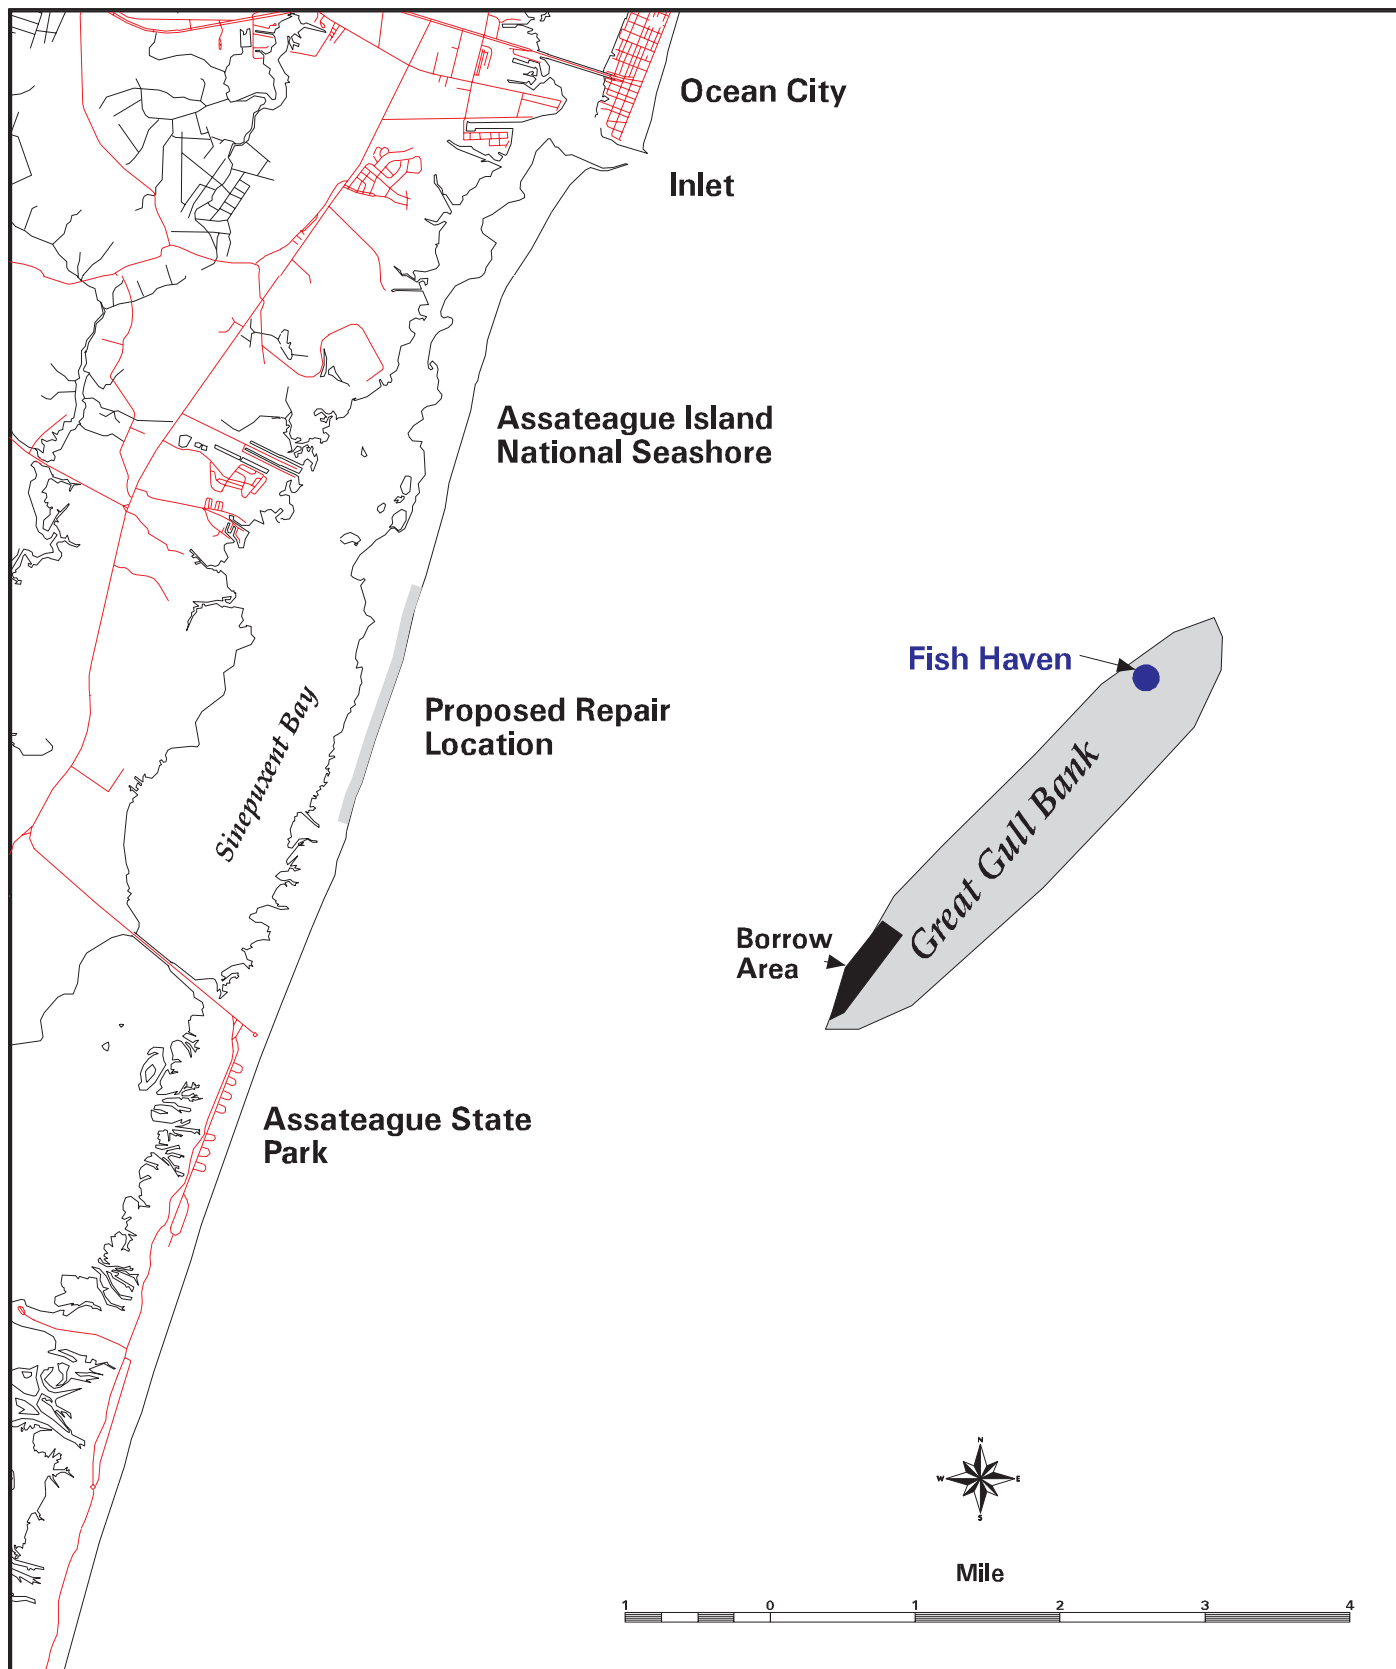 Ocean City
Inlet
Assateague Island
National Seashore
Fish Haven
Proposed Repair
Location
Sinepuxent Bay
Great Gull Bank
Borrow
Area
Assateague State
Park
N
W E
S
Mile
1 0 1 2 3 4